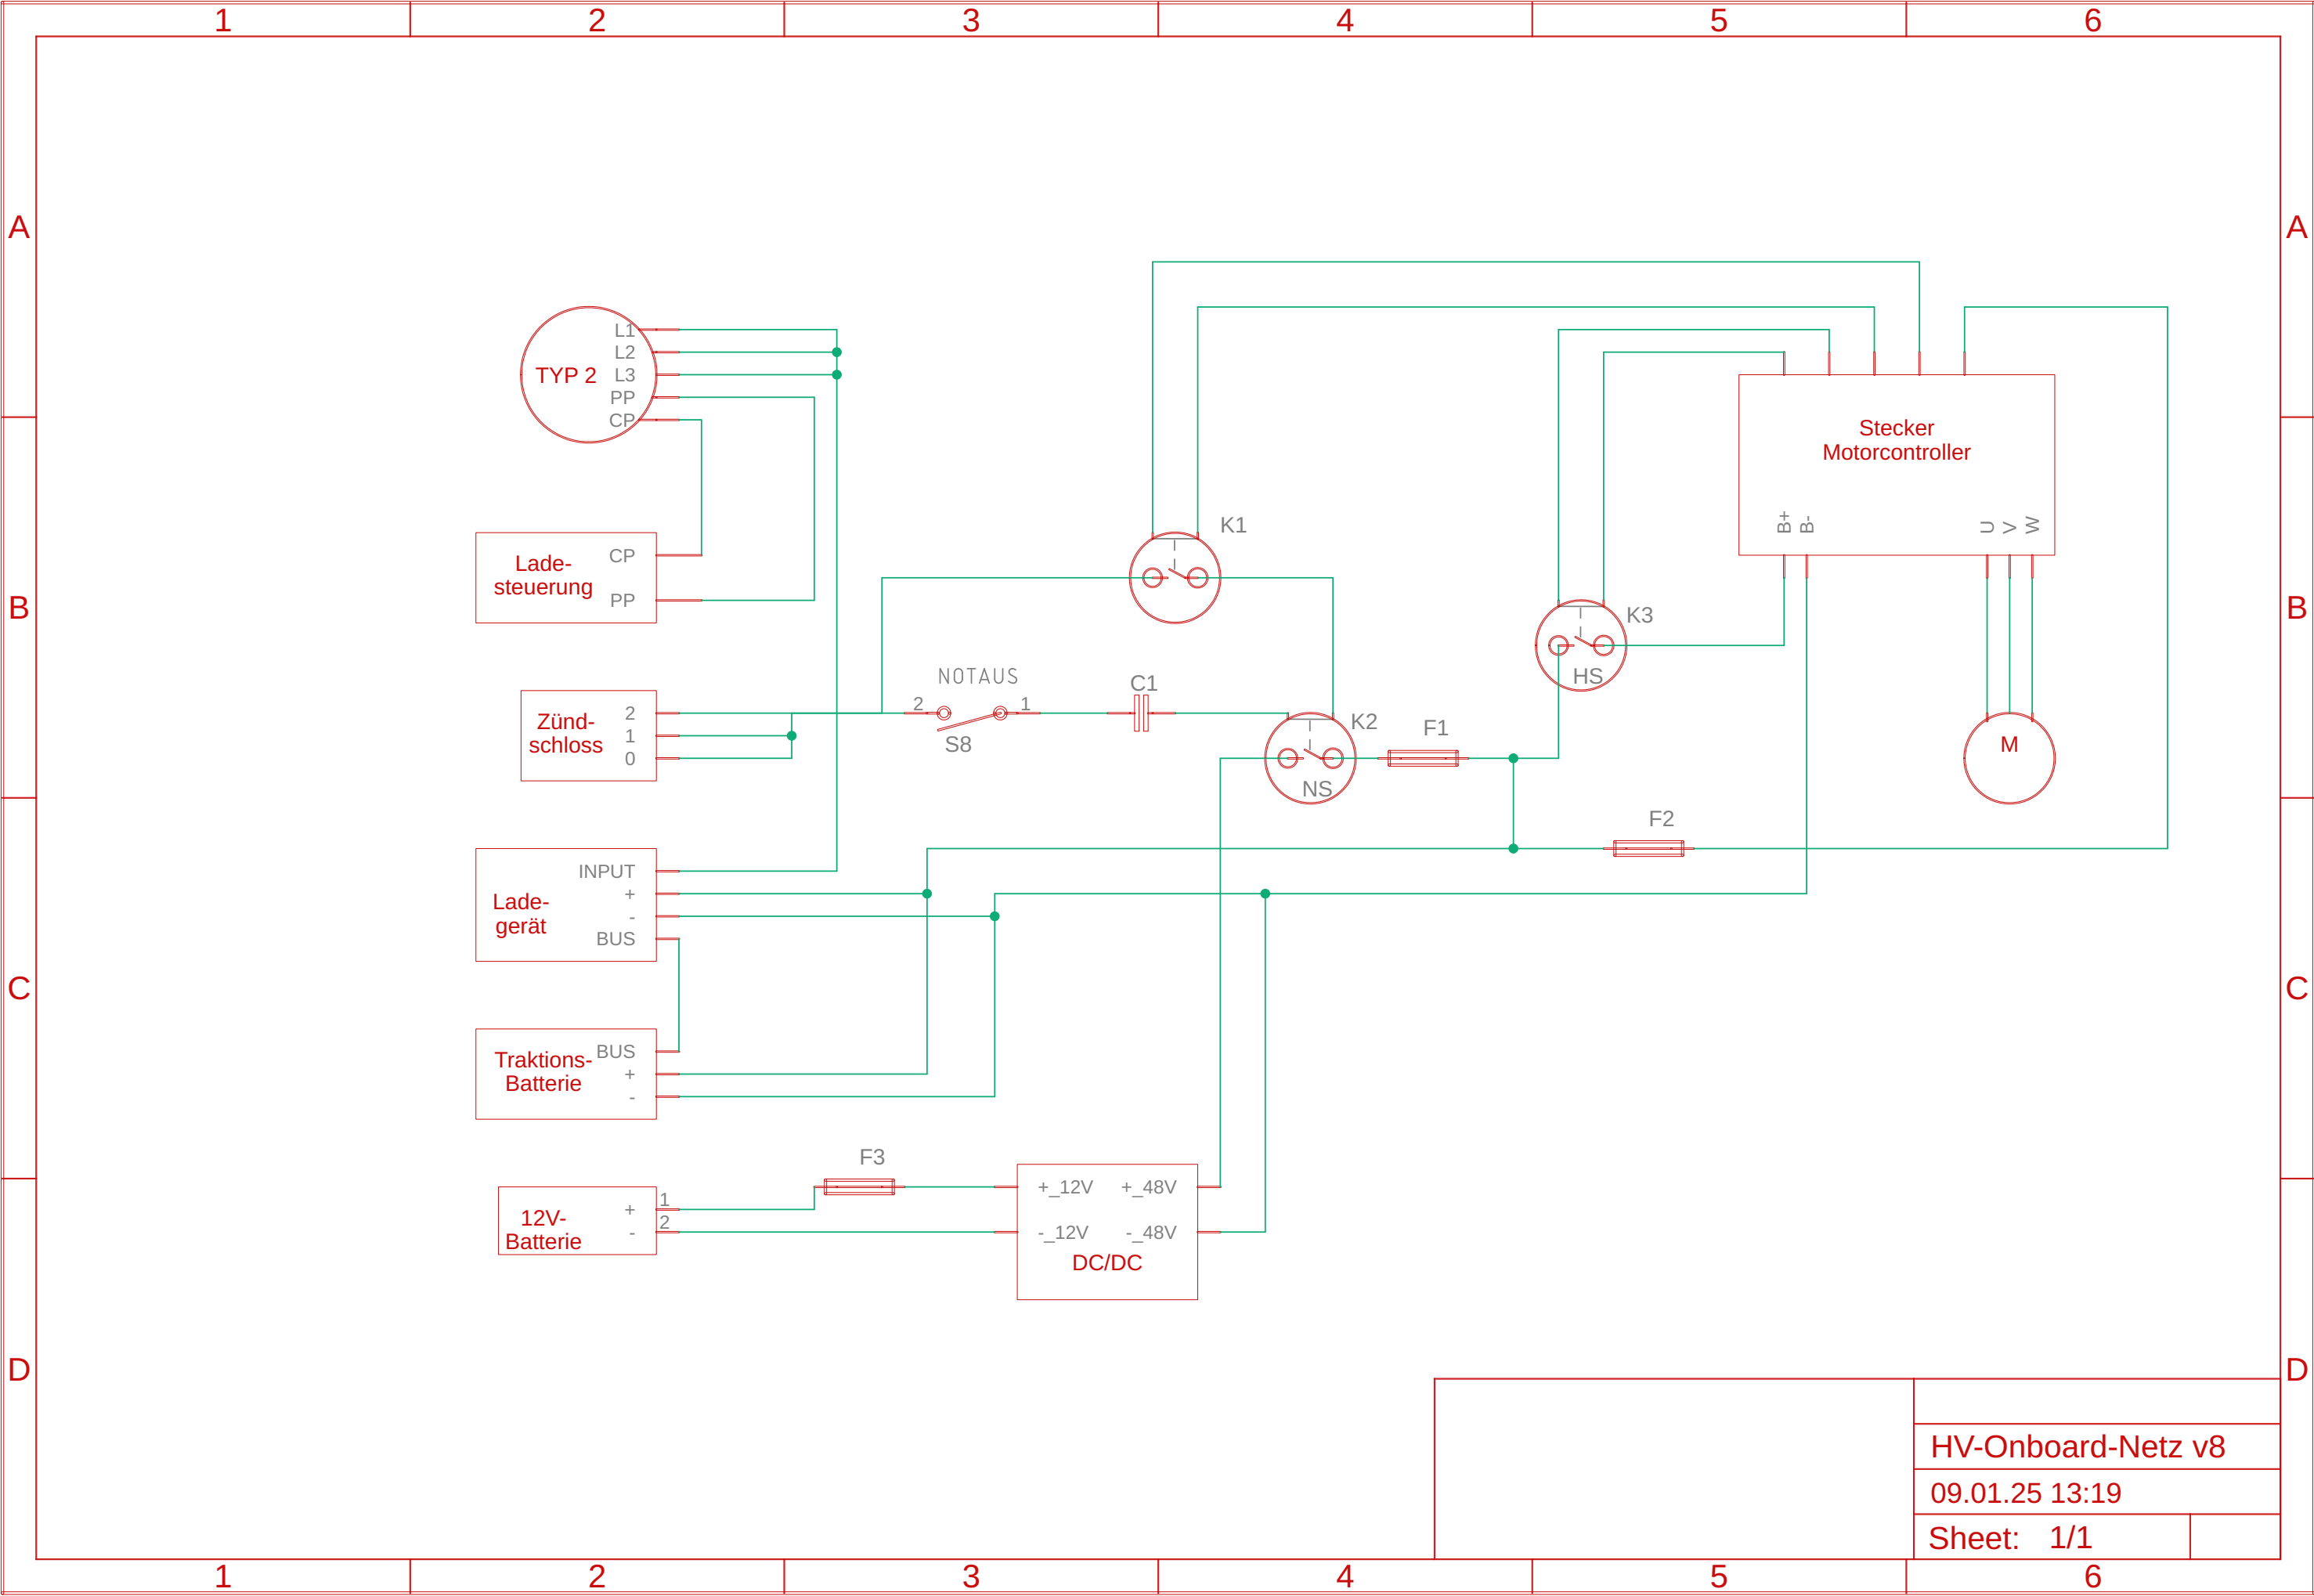 1 2 3 4 5 6
A A
L1
L2
TYP 2 L3
PP
CP
Stecker
Motorcontroller
B+ B- U V W
K1
Lade-
steuerung
CP
PP
B B
K3
HS
NOTAUS
2 1
S8
C1
K2
NS
F1
Zünd-
schloss
2
1
0
M
F2
Lade-
gerät
INPUT
+
-
BUS
C C
Traktions-
Batterie
BUS
+
-
F3
12V-
Batterie
+ 1
- 2
+_12V +_48V
-_12V -_48V
DC/DC
D D
HV-Onboard-Netz v8
09.01.25 13:19
Sheet: 1/1
1 2 3 4 5 6